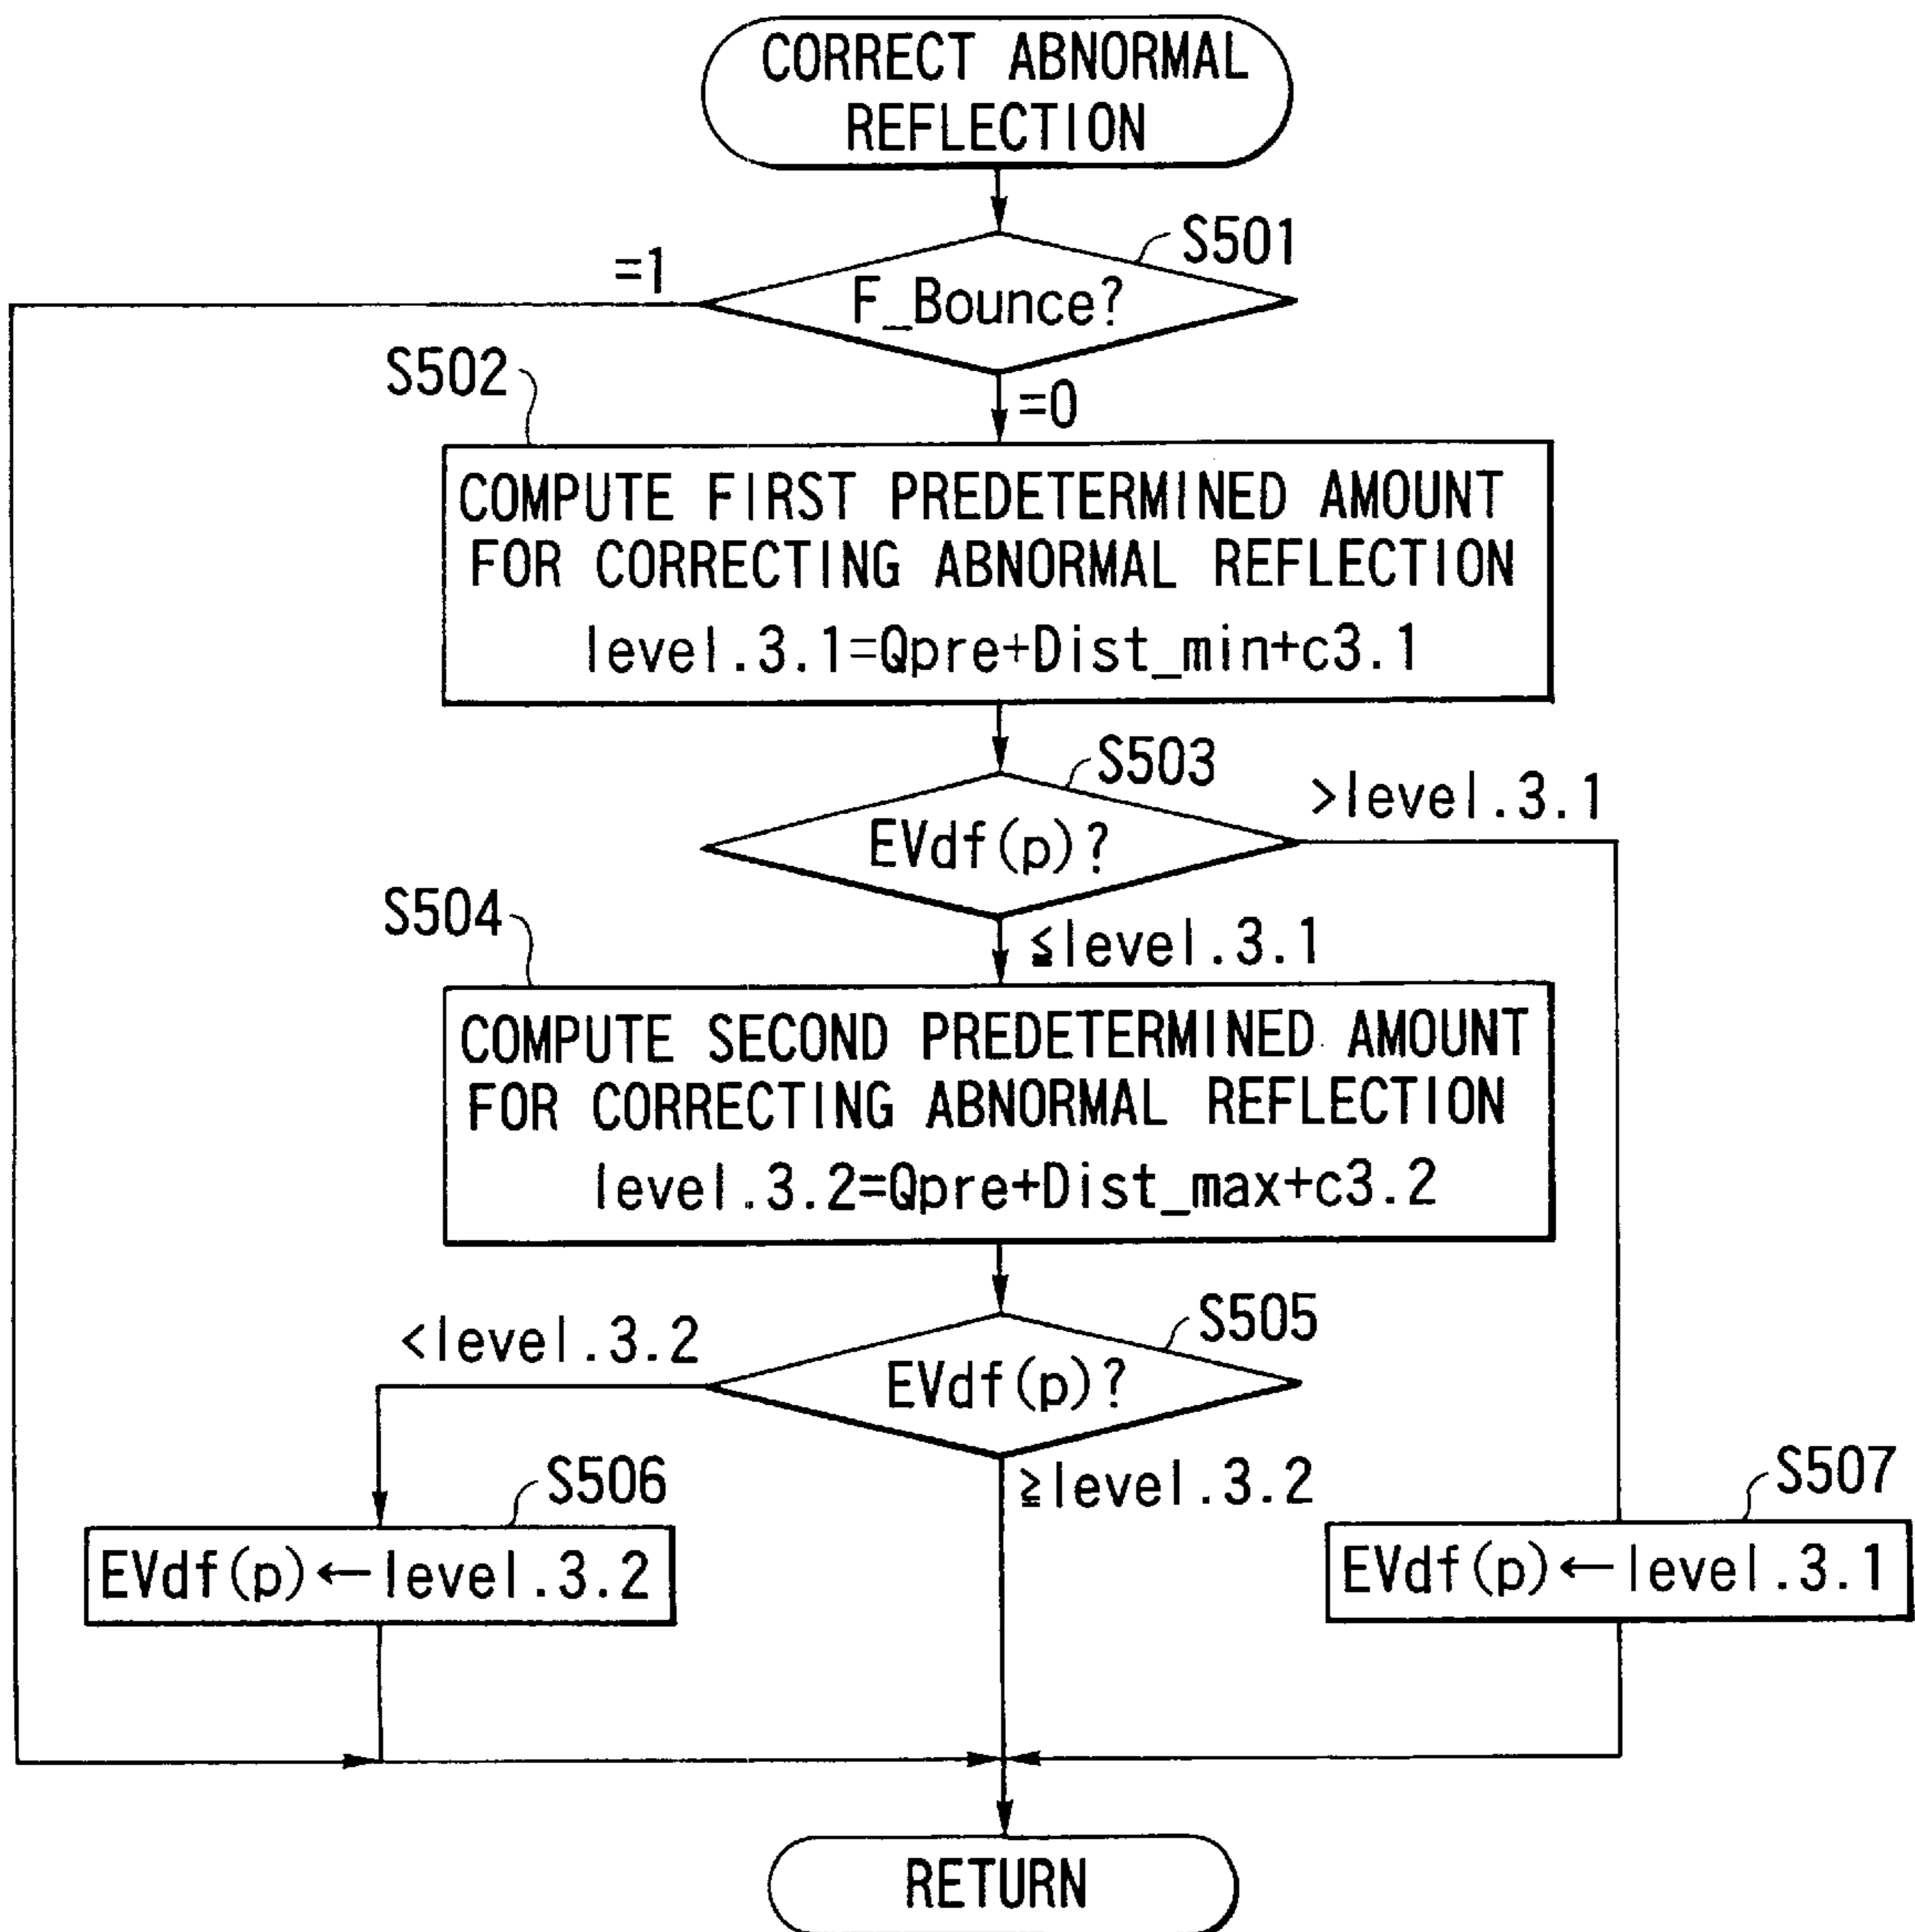 CORRECT ABNORMAL
REFLECTION
S501
=1
F_Bounce?
S502
=0
COMPUTE FIRST PREDETERMINED AMOUNT
FOR CORRECTING ABNORMAL REFLECTION
level.3.1=Qpre+Dist_min+c3.1
S503
>level.3.1
EVdf(p)?
S504
≦level.3.1
COMPUTE SECOND PREDETERMINED AMOUNT
FOR CORRECTING ABNORMAL REFLECTION
level.3.2=Qpre+Dist_max+c3.2
S505
<level.3.2
EVdf(p)?
S506
≧level.3.2
S507
EVdf(p)←level.3.2
EVdf(p)←level.3.1
RETURN